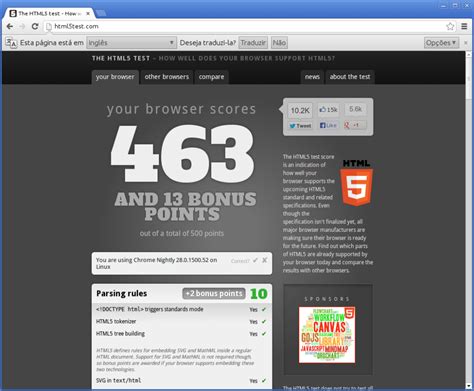 The HTML5 test - How w
html5test.com
Esta página está em
Inglês
Deseja traduzi-la?
Traduzir
Não
Opções
THE HTML5 TEST – HOW WELL DOES YOUR BROWSER SUPPORT HTML5?
your browser
other browsers
compare
news
about the test
your browser scores
463
AND 13 BONUS
POINTS
out of a total of 500 points
10.2K
15k
5.6k
Tweet
Like
+1
You are using Chrome Nightly 28.0.1500.52 on
Linux
Correct?
The HTML5 test score
is an indication of
how well your
browser supports the
upcoming HTML5
standard and related
specifications. Even
though the
specification isn't finalized yet, all
major browser manufacturers are
making sure their browser is ready
for the future. Find out which parts
of HTML5 are already supported by
your browser today and compare the
results with other browsers.
HTML
5
Parsing rules
+2 bonus points
10
<!DOCTYPE html> triggers standards mode
Yes ✔
HTML5 tokenizer
Yes ✔
HTML5 tree building
Yes ✔
HTML5 defines rules for embedding SVG and MathML inside a regular
HTML document. Support for SVG and MathML is not required though,
so bonus points are awarded if your browser supports embedding
these two technologies.
SVG in text/html
Yes ✔
SPONSORS
FLOWCHART
WORKFLOW
CANVAS
GOJS
LIBRARY
JAVASCRIPT
MINDMAP
ORGCHART
The HTML5 test does not try to test all